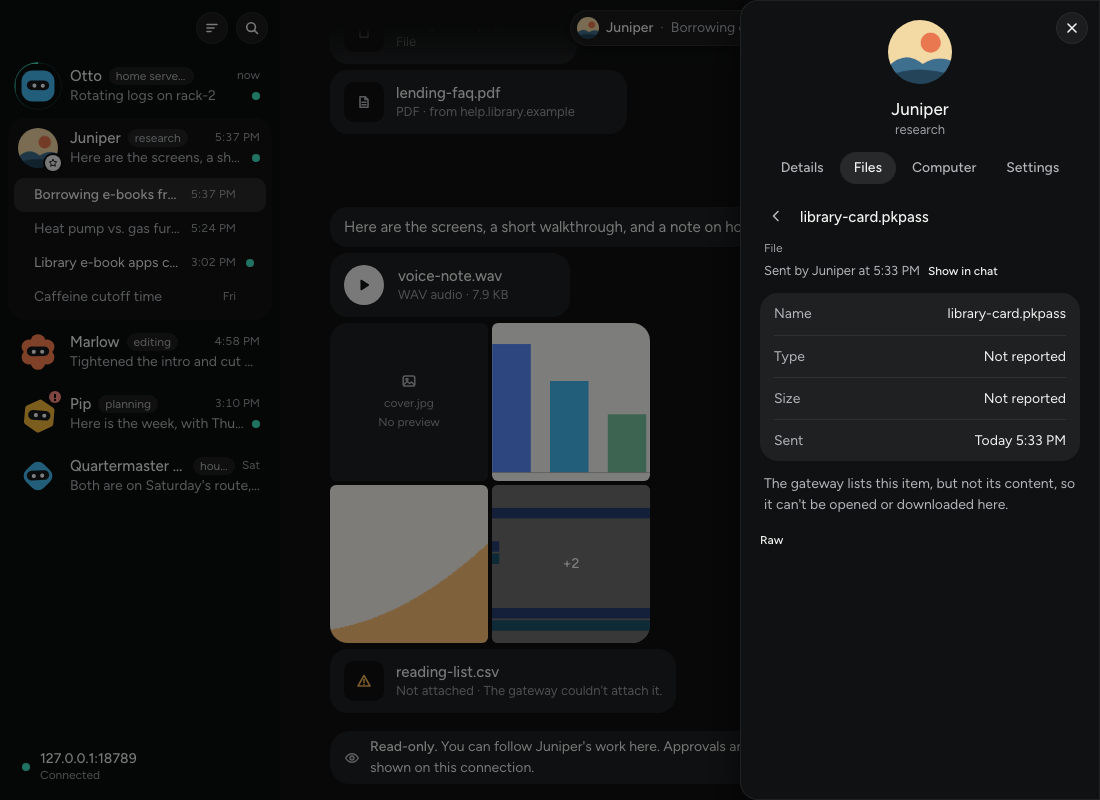 Otto home serve... now
Rotating logs on rack-2
Juniper research 5:37 PM
Here are the screens, a sh...
Borrowing e-books fr... 5:37 PM
Heat pump vs. gas fur... 5:24 PM
Library e-book apps c... 3:02 PM
Caffeine cutoff time Fri
Marlow editing 4:58 PM
Tightened the intro and cut ...
Pip planning 3:10 PM
Here is the week, with Thu...
Quartermaster ... hou... Sat
Both are on Saturday's route,...
127.0.0.1:18789
Connected
Juniper · Borrowing
File
lending-faq.pdf
PDF · from help.library.example
Here are the screens, a short walkthrough, and a note on
voice-note.wav
WAV audio · 7.9 KB
cover.jpg
No preview
+2
reading-list.csv
Not attached · The gateway couldn't attach it.
Read-only. You can follow Juniper's work here. Approvals
shown on this connection.
Juniper
research
Details Files Computer Settings
library-card.pkpass
File
Sent by Juniper at 5:33 PM Show in chat
Name library-card.pkpass
Type Not reported
Size Not reported
Sent Today 5:33 PM
The gateway lists this item, but not its content, so
it can't be opened or downloaded here.
Raw